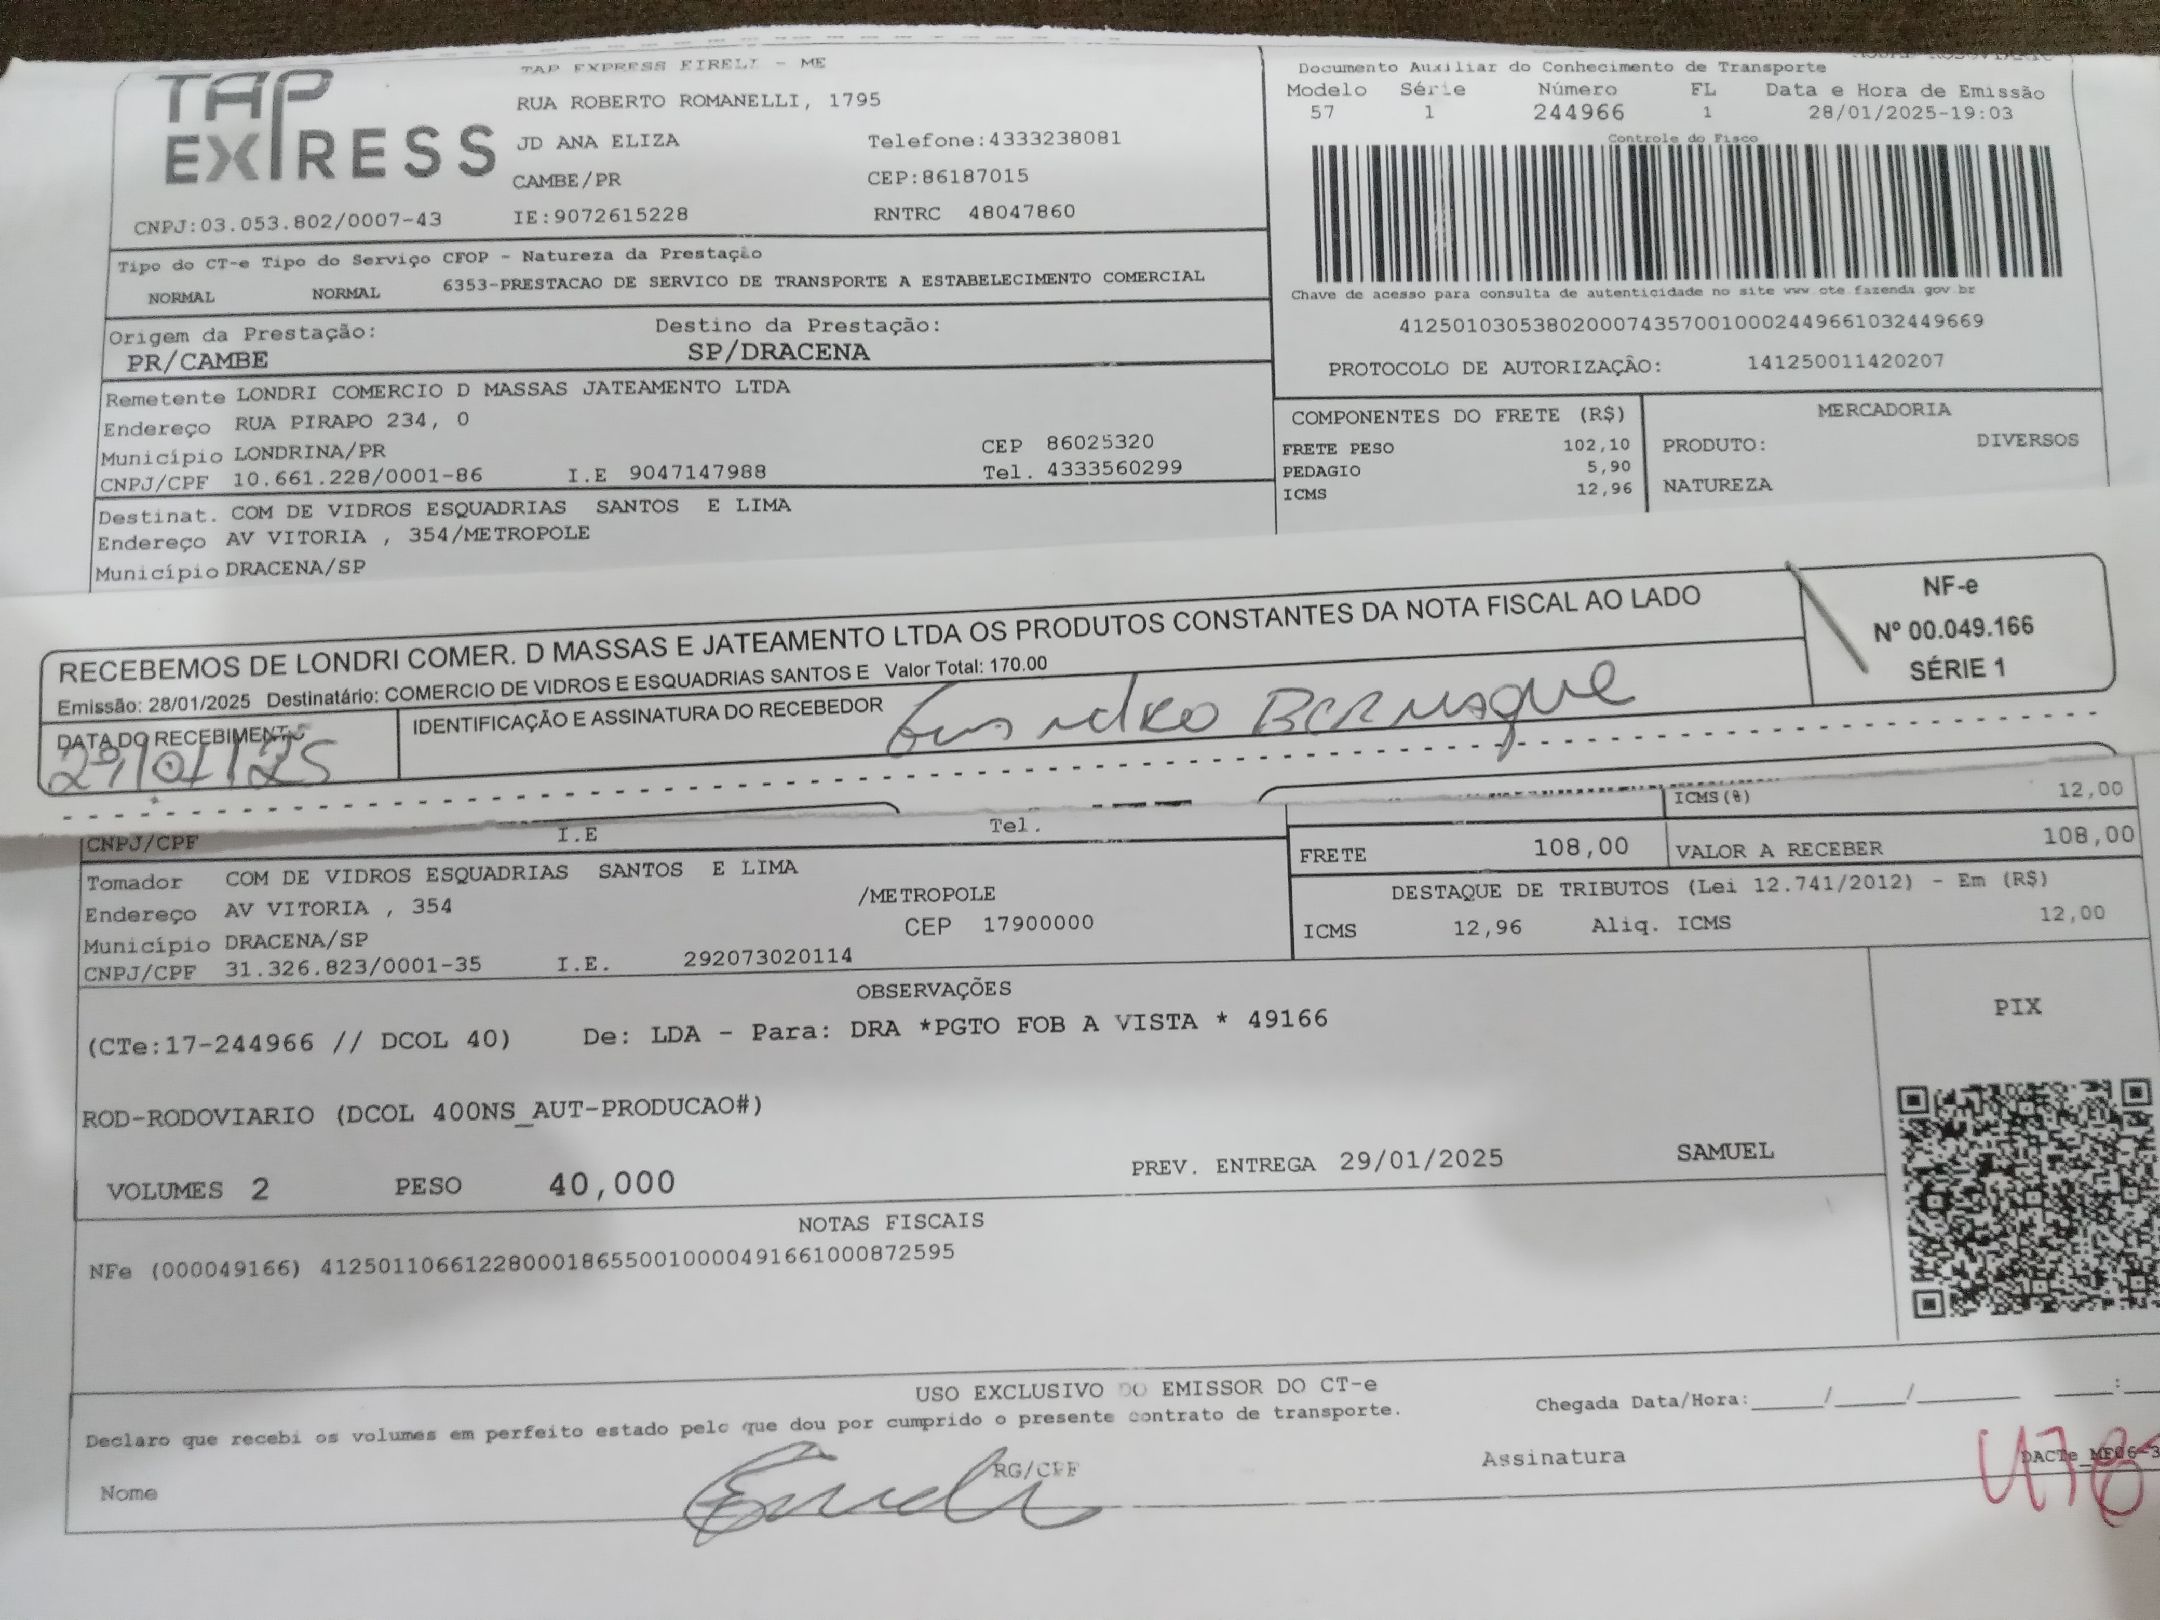 TAP EXPRESS
TAP EXPRESS EIRELI - ME
RUA ROBERTO ROMANELLI, 1795
JD ANA ELIZA Telefone:4333238081
CAMBE/PR CEP:86187015
CNPJ:03.053.802/0007-43 IE:9072615228 RNTRC 48047860
Documento Auxiliar do Conhecimento de Transporte
Modelo Série Número FL Data e Hora de Emissão
57 1 244966 1 28/01/2025-19:03
Controle do Fisco
Chave de acesso para consulta de autenticidade no site www.cte.fazenda.gov.br
41250103053802000743570010002449661032449669
PROTOCOLO DE AUTORIZAÇÃO: 141250011420207
Tipo do CT-e Tipo do Serviço CFOP - Natureza da Prestação
NORMAL NORMAL 6353-PRESTACAO DE SERVICO DE TRANSPORTE A ESTABELECIMENTO COMERCIAL
Origem da Prestação: Destino da Prestação:
PR/CAMBE SP/DRACENA
Remetente LONDRI COMERCIO D MASSAS JATEAMENTO LTDA
Endereço RUA PIRAPO 234, 0
Município LONDRINA/PR CEP 86025320
CNPJ/CPF 10.661.228/0001-86 I.E 9047147988 Tel. 4333560299
COMPONENTES DO FRETE (R$) MERCADORIA
FRETE PESO 102,10 PRODUTO: DIVERSOS
PEDAGIO 5,90
ICMS 12,96 NATUREZA
Destinat. COM DE VIDROS ESQUADRIAS SANTOS E LIMA
Endereço AV VITORIA , 354/METROPOLE
Município DRACENA/SP
RECEBEMOS DE LONDRI COMER. D MASSAS E JATEAMENTO LTDA OS PRODUTOS CONSTANTES DA NOTA FISCAL AO LADO
Emissão: 28/01/2025 Destinatário: COMERCIO DE VIDROS E ESQUADRIAS SANTOS E Valor Total: 170.00
NF-e
Nº 00.049.166
SÉRIE 1
DATA DO RECEBIMENTO IDENTIFICAÇÃO E ASSINATURA DO RECEBEDOR
29/01/25
ICMS(%) 12,00
CNPJ/CPF I.E Tel.
FRETE 108,00 VALOR A RECEBER 108,00
Tomador COM DE VIDROS ESQUADRIAS SANTOS E LIMA
Endereço AV VITORIA , 354 /METROPOLE
Município DRACENA/SP CEP 17900000
CNPJ/CPF 31.326.823/0001-35 I.E. 292073020114
DESTAQUE DE TRIBUTOS (Lei 12.741/2012) - Em (R$)
ICMS 12,96 Aliq. ICMS 12,00
OBSERVAÇÕES
(CTe:17-244966 // DCOL 40) De: LDA - Para: DRA *PGTO FOB A VISTA * 49166
PIX
ROD-RODOVIARIO (DCOL 400NS_AUT-PRODUCAO#)
VOLUMES 2 PESO 40,000 PREV. ENTREGA 29/01/2025 SAMUEL
NOTAS FISCAIS
NFe (000049166) 41250110661228000186550010000491661000872595
USO EXCLUSIVO DO EMISSOR DO CT-e
Declaro que recebi os volumes em perfeito estado pelo que dou por cumprido o presente contrato de transporte.
Chegada Data/Hora:_____/_____/_______ ____:
Nome RG/CPF Assinatura